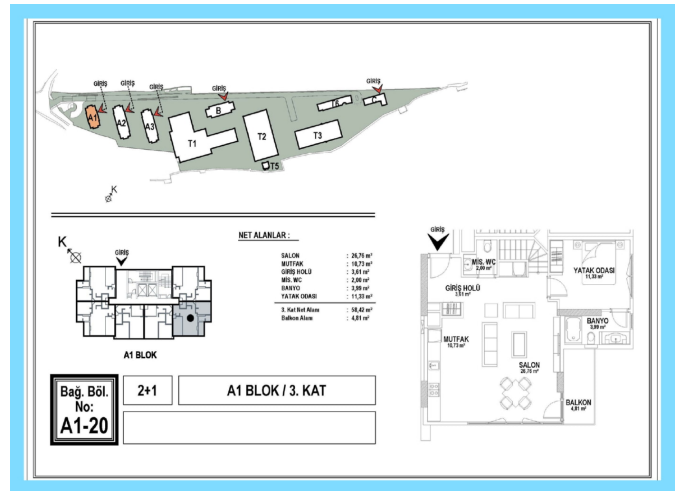 GİRİŞ
GİRİŞ
GİRİŞ
GİRİŞ
GİRİŞ
A1
A2
A3
B
C
T1
T2
T3
T5
K
K
GİRİŞ
A1 BLOK
NET ALANLAR :
SALON : 26,76 m²
MUTFAK : 10,73 m²
GİRİŞ HOLÜ : 3,61 m²
MİS. WC : 2,00 m²
BANYO : 3,99 m²
YATAK ODASI : 11,33 m²
3. Kat Net Alanı : 58,42 m²
Balkon Alanı : 4,81 m²
GİRİŞ
MİS. WC
2,00 m²
YATAK ODASI
11,33 m²
GİRİŞ HOLÜ
3,61 m²
BANYO
3,99 m²
MUTFAK
10,73 m²
SALON
26,76 m²
BALKON
4,81 m²
Bağ. Böl.
No:
A1-20
2+1
A1 BLOK / 3. KAT